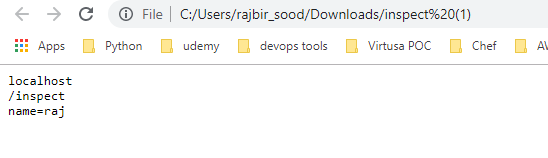 File | C:/Users/rajbir_sood/Downloads/inspect%20(1)
Apps Python udemy devops tools Virtusa POC Chef
localhost
/inspect
name=raj